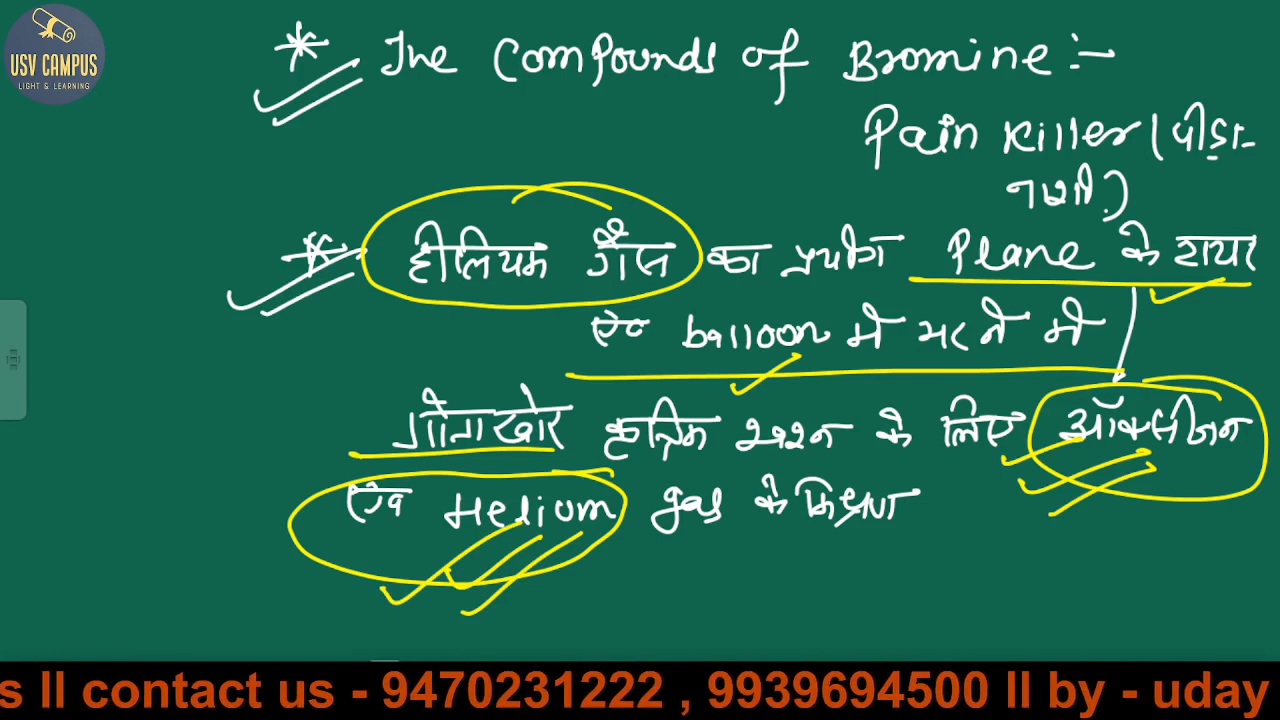 USV CAMPUS
LIGHT & LEARNING
* The Compounds of Bromine :-
Pain Killer (पीड़ा-
नाशी)
* हीलियम गैस का प्रयोग Plane के टायर
एवं balloon में भरने में
गोताखोर कृत्रिम श्वसन के लिए ऑक्सीजन
एवं Helium gas के मिश्रण
s ll contact us - 9470231222 , 9939694500 ll by - uday